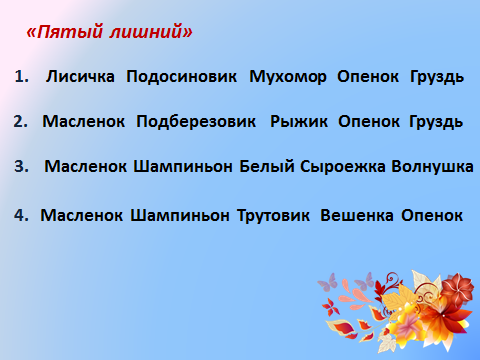 «Пятый лишний»
1. Лисичка Подосиновик Мухомор Опенок Груздь
2. Масленок Подберезовик Рыжик Опенок Груздь
3. Масленок Шампиньон Белый Сыроежка Волнушка
4. Масленок Шампиньон Трутовик Вешенка Опенок